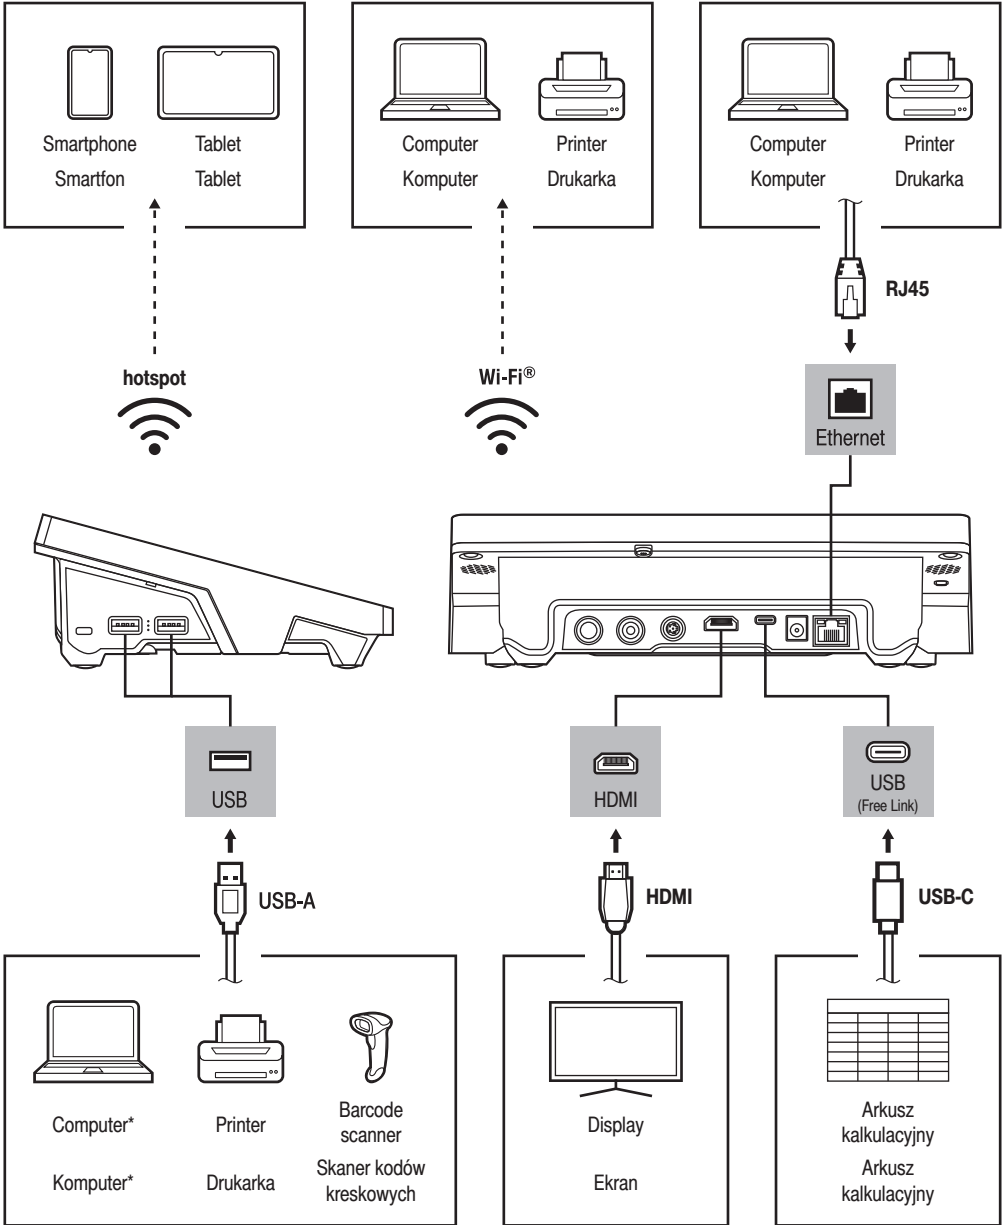 Smartphone
Smartfon
Tablet
Tablet
Computer
Komputer
Printer
Drukarka
Computer
Komputer
Printer
Drukarka
RJ45
hotspot
Wi-Fi®
Ethernet
USB
HDMI
USB
(Free Link)
USB-A
HDMI
USB-C
Computer*
Komputer*
Printer
Drukarka
Barcode
scanner
Skaner kodów
kreskowych
Display
Ekran
Arkusz
kalkulacyjny
Arkusz
kalkulacyjny